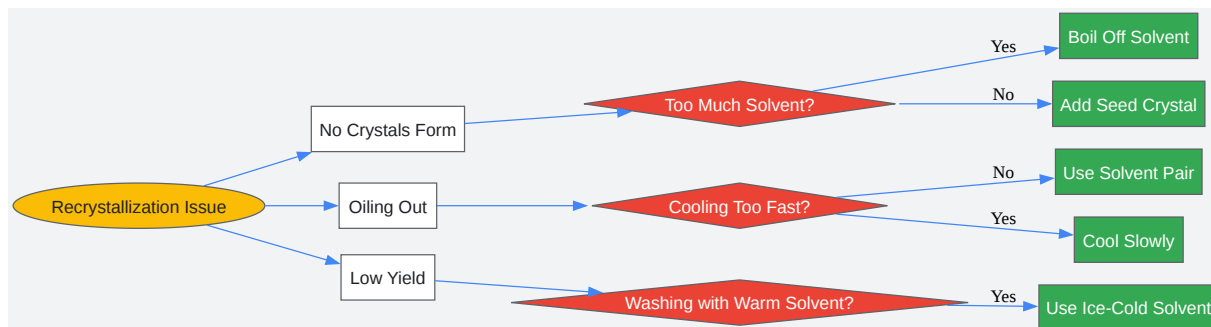 Recrystallization Issue
No Crystals Form
Too Much Solvent?
Yes
Boil Off Solvent
No
Add Seed Crystal
Oiling Out
Cooling Too Fast?
No
Use Solvent Pair
Yes
Cool Slowly
Low Yield
Washing with Warm Solvent?
Yes
Use Ice-Cold Solvent